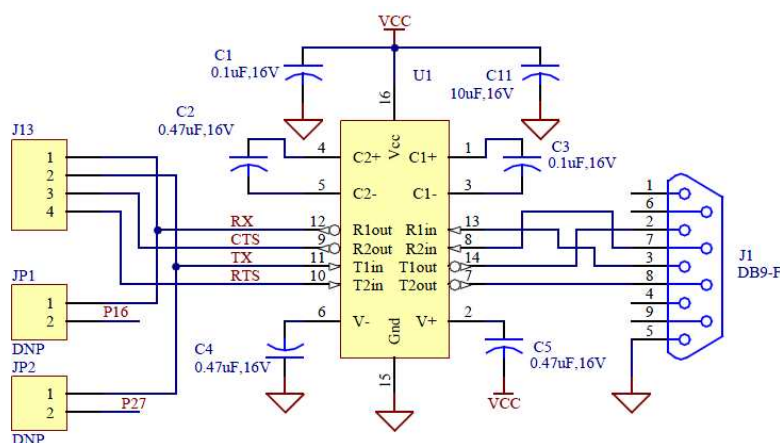 VCC
C1
0.1uF,16V
U1
C11
10uF,16V
16
C2
0.47uF,16V
J13
1
2
3
4
4
C2+
Vcc
C1+
1
C3
0.1uF,16V
5
C2-
C1-
3
RX
12
R1out
R1in
13
CTS
9
R2out
R2in
8
TX
11
T1in
T1out
14
RTS
10
T2in
T2out
7
6
V-
Gnd
V+
2
15
1
6
2
7
3
8
4
9
5
J1
DB9-F
JP1
1
2
P16
DNP
JP2
1
2
P27
DNP
C4
0.47uF,16V
C5
0.47uF,16V
VCC